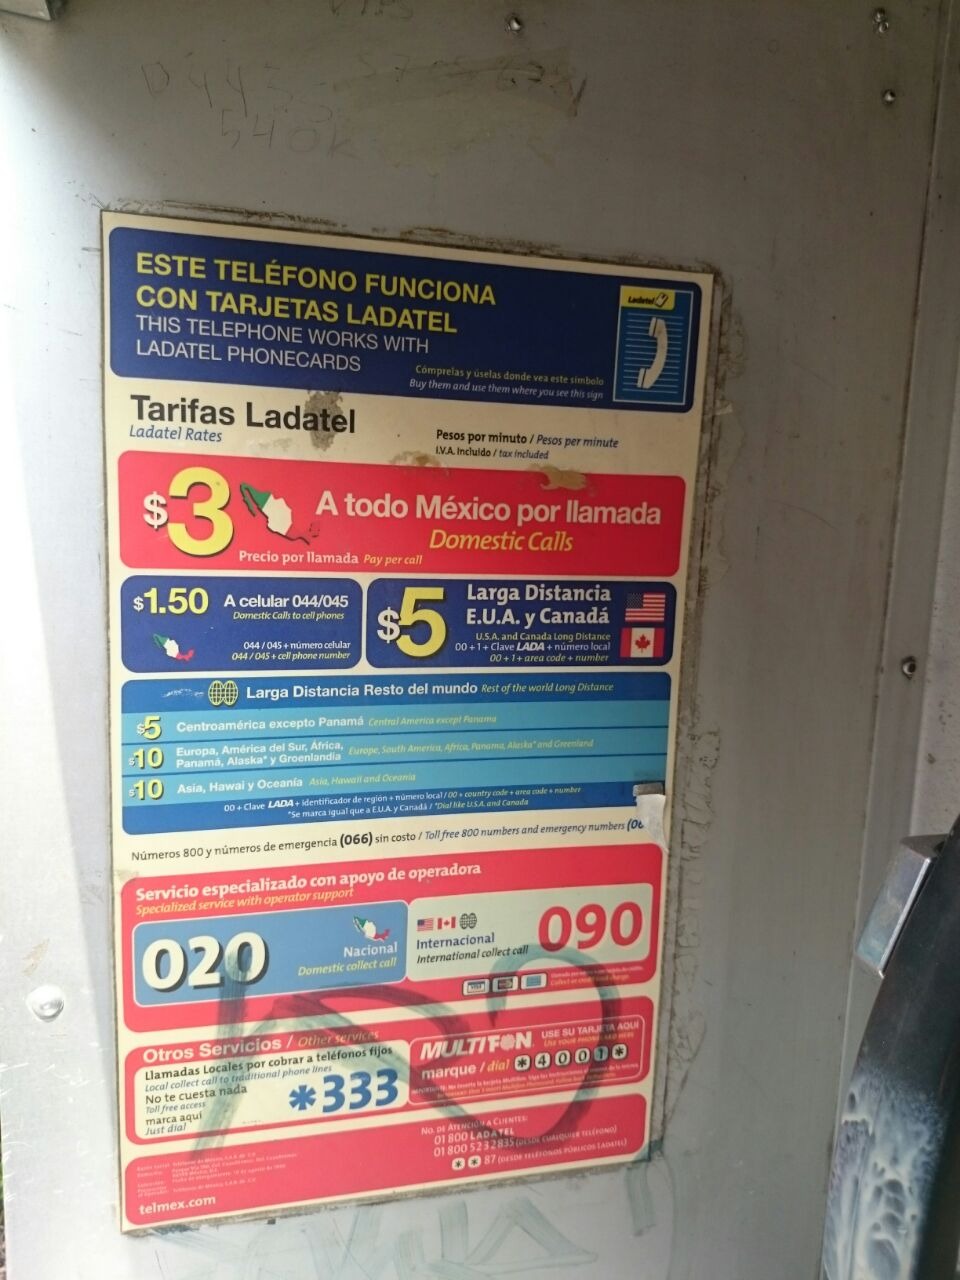 ESTE TELÉFONO FUNCIONA
CON TARJETAS LADATEL
THIS TELEPHONE WORKS WITH
LADATEL PHONECARDS
Ladatel
Cómprelas y úselas donde vea este símbolo
Buy them and use them where you see this sign
Tarifas Ladatel
Ladatel Rates
Pesos por minuto / Pesos per minute
I.V.A. Incluido / tax included
$3
A todo México por llamada
Domestic Calls
Precio por llamada Pay per call
$1.50 A celular 044/045
Domestic Calls to cell phones
044 / 045 + número celular
044 / 045 + cell phone number
$5
Larga Distancia
E.U.A. y Canadá
U.S.A. and Canada Long Distance
00 + 1 + Clave LADA + número local
00 + 1 + area code + number
Larga Distancia Resto del mundo Rest of the world Long Distance
$5 Centroamérica excepto Panamá Central America except Panama
$10 Europa, América del Sur, África, Panamá, Alaska* y Groenlandia Europe, South America, Africa, Panama, Alaska* and Greenland
$10 Asia, Hawai y Oceanía Asia, Hawaii and Oceania
00 + Clave LADA + identificador de región + número local / 00 + country code + area code + number
*Se marca igual que a E.U.A. y Canadá / *Dial like U.S.A. and Canada
Números 800 y números de emergencia (066) sin costo / Toll free 800 numbers and emergency numbers
Servicio especializado con apoyo de operadora
Specialized service with operator support
020
Nacional
Domestic collect call
Internacional
International collect call
090
VISA
Otros Servicios / Other services
Llamadas Locales por cobrar a teléfonos fijos
Local collect call to traditional phone lines
No te cuesta nada
Toll free access
marca aquí
Just dial
*333
MULTIFON
USE SU TARJETA AQUÍ
marque / dial *4001*
No. DE ATENCIÓN A CLIENTES:
01 800 LADATEL
01 800 5232835 (DESDE CUALQUIER TELÉFONO)
**87 (DESDE TELÉFONOS PÚBLICOS LADATEL)
telmex.com